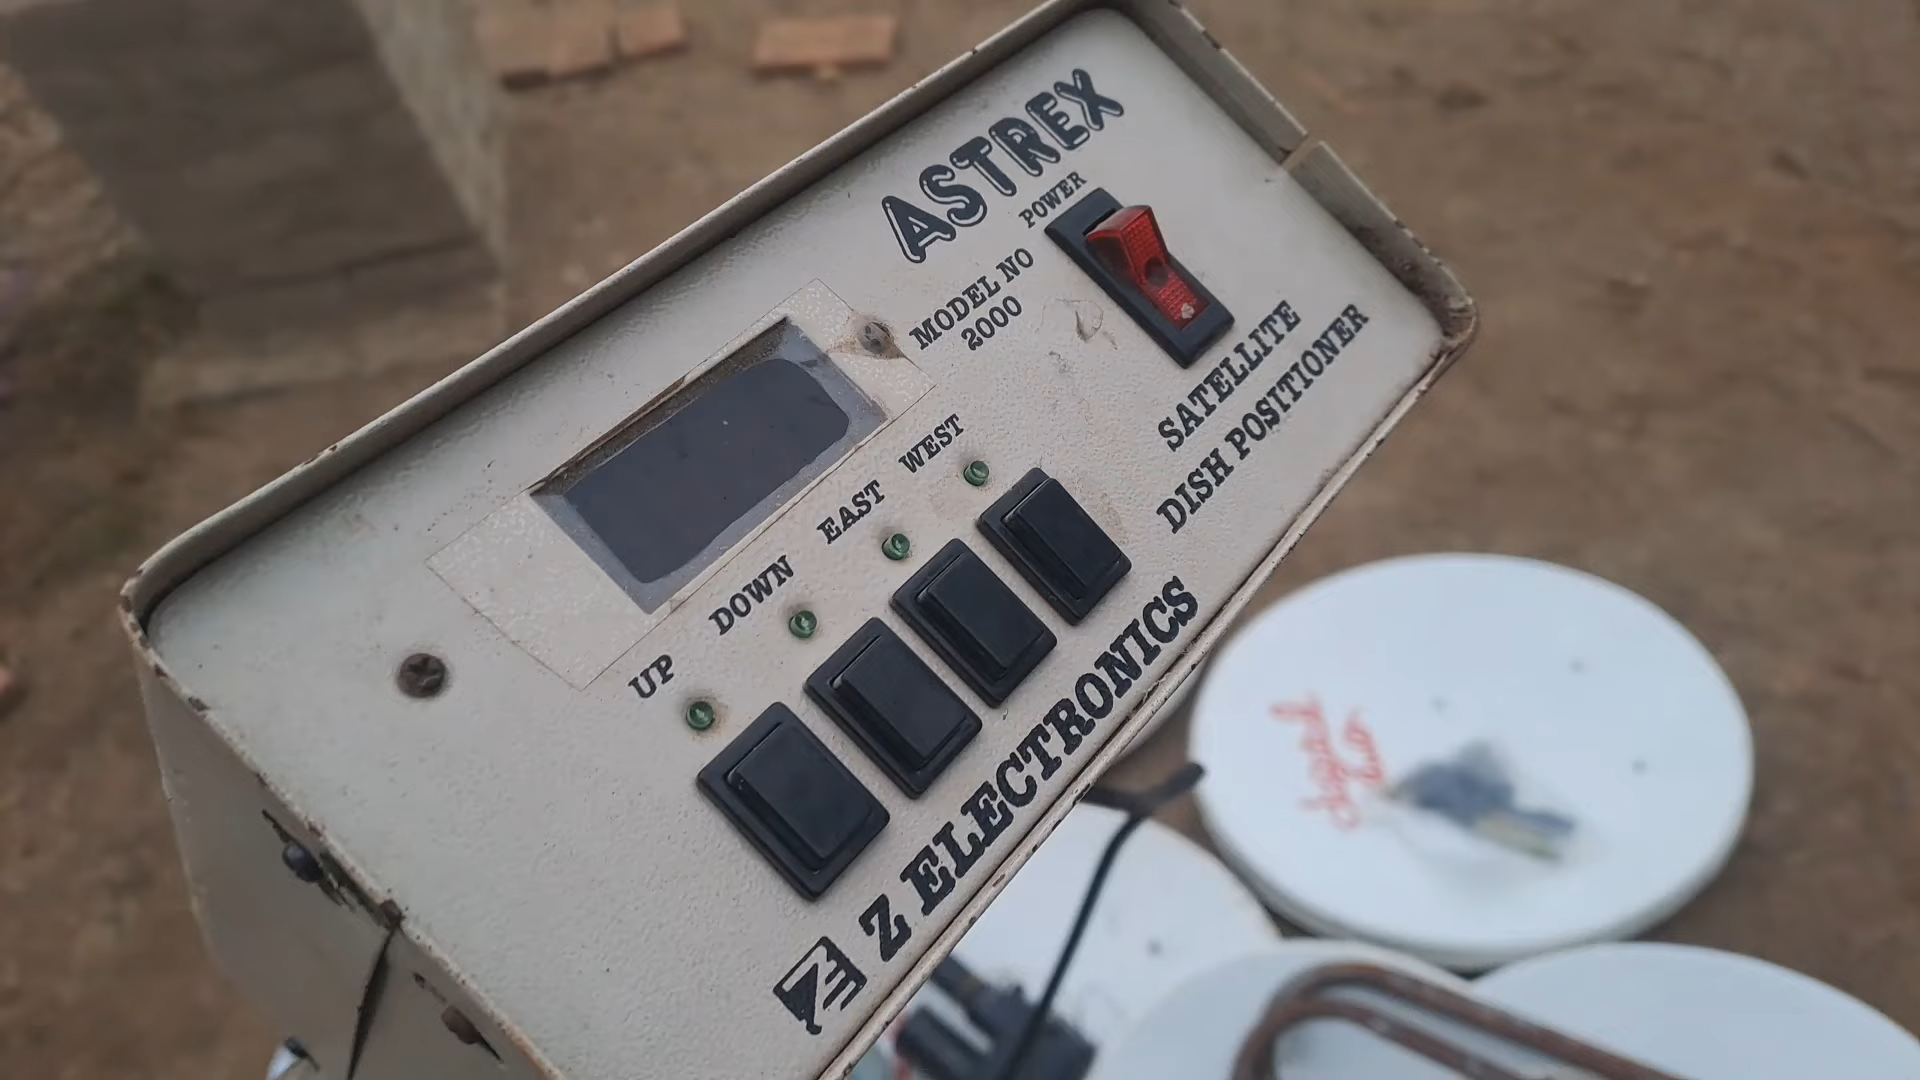 ASTREX
POWER
MODEL NO
2000
SATELLITE
DISH POSITIONER
UP
DOWN
EAST
WEST
Z ELECTRONICS